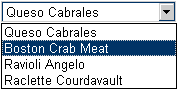 Queso Cabrales
Queso Cabrales
Boston Crab Meat
Ravioli Angelo
Raclette Courdavault